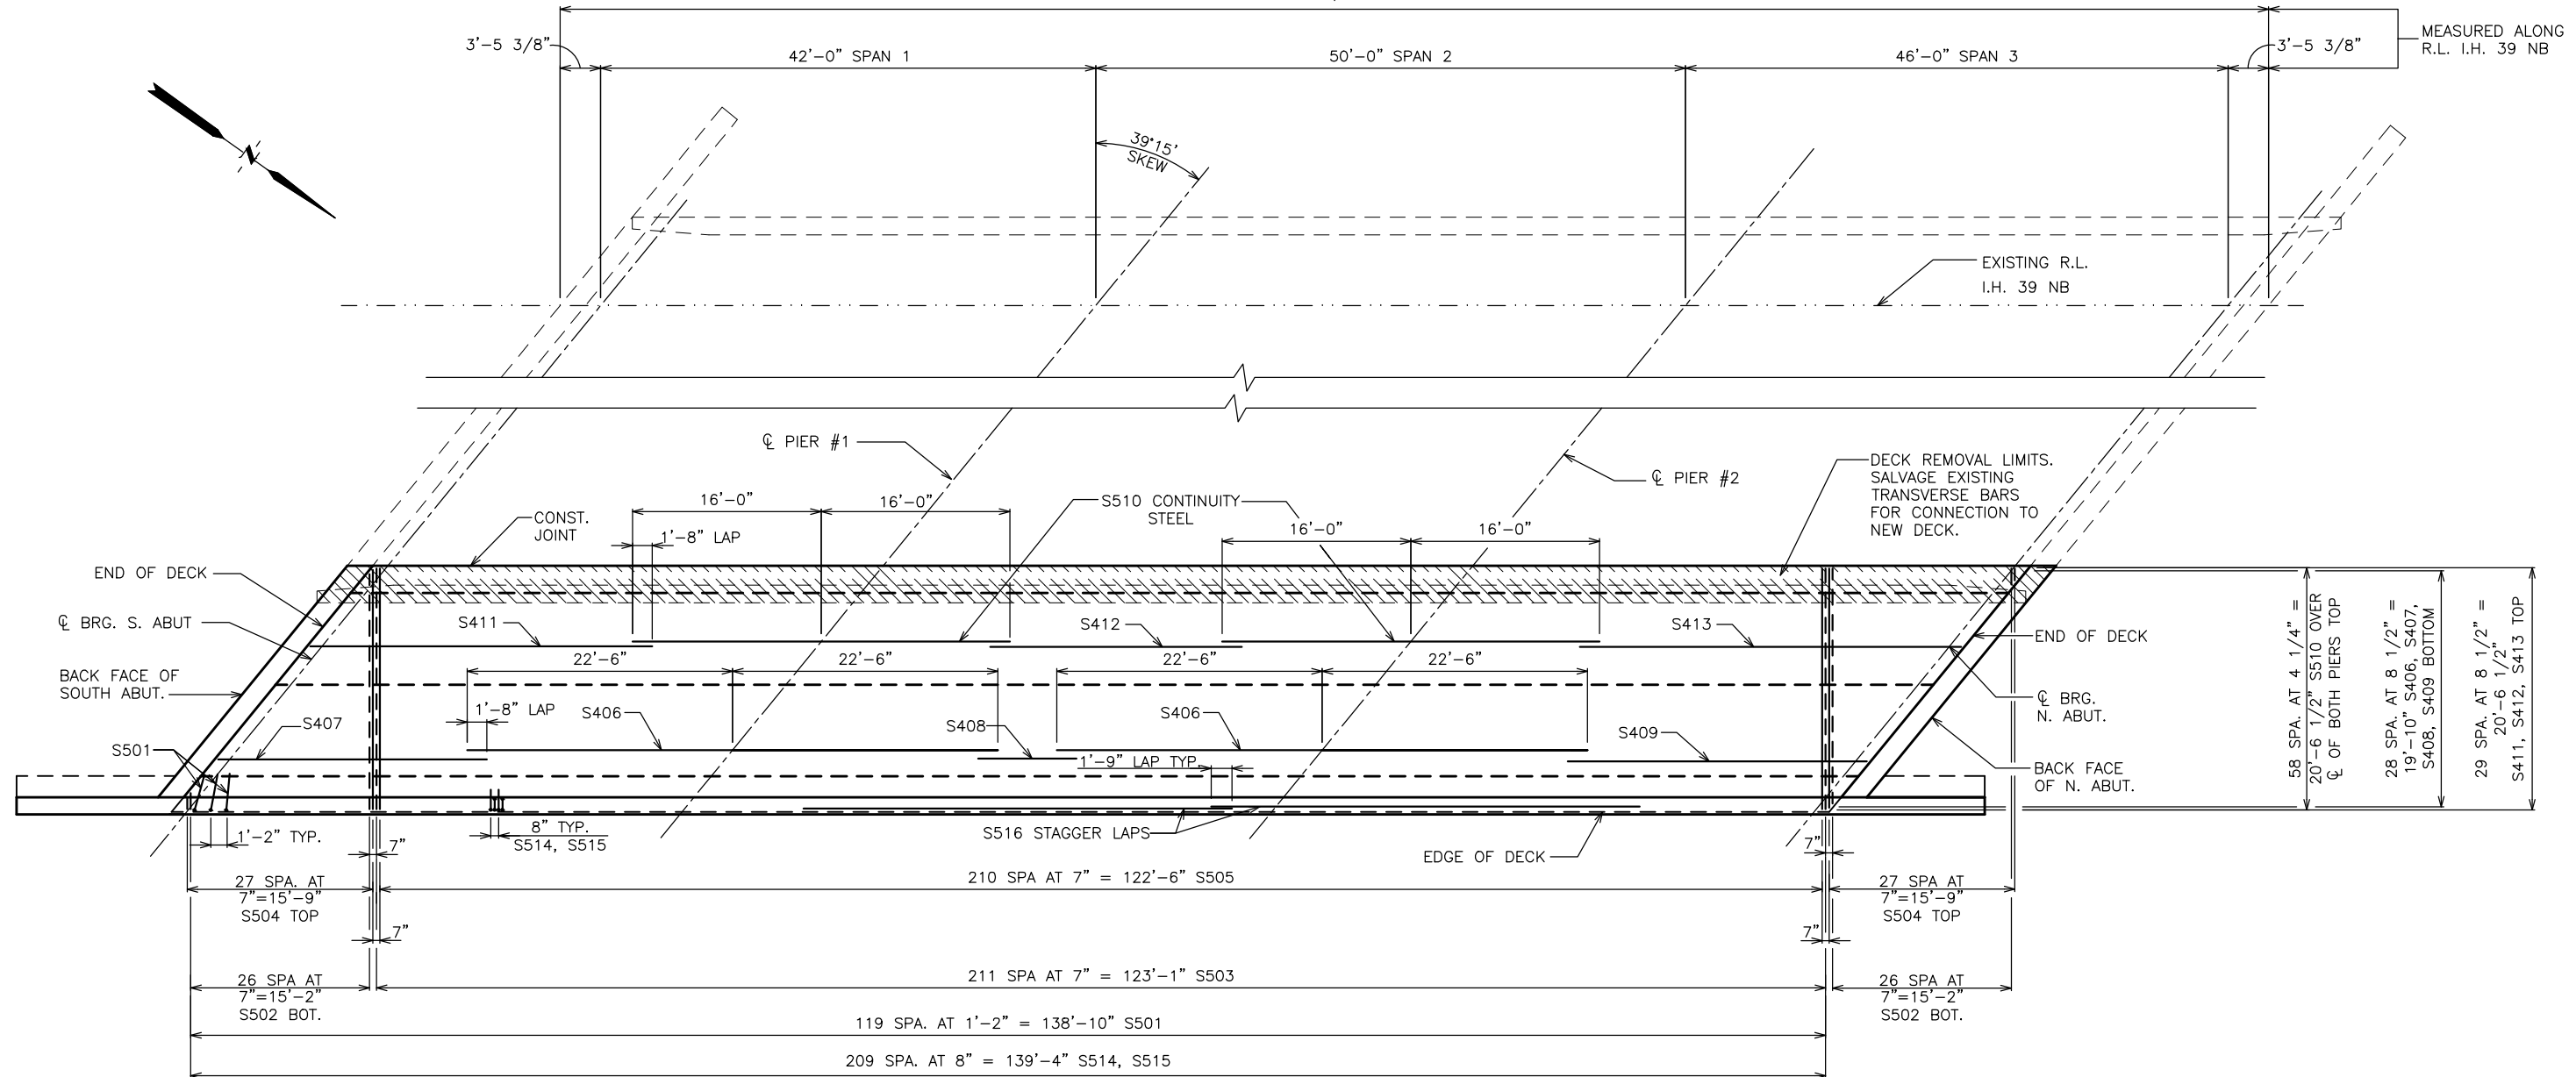 3'-5 3/8"
42'-0" SPAN 1
50'-0" SPAN 2
46'-0" SPAN 3
3'-5 3/8"
MEASURED ALONG
R.L. I.H. 39 NB
N
39°15'
SKEW
EXISTING R.L.
I.H. 39 NB
℄ PIER #1
℄ PIER #2
DECK REMOVAL LIMITS.
SALVAGE EXISTING
TRANSVERSE BARS
FOR CONNECTION TO
NEW DECK.
CONST.
JOINT
16'-0"
16'-0"
S510 CONTINUITY
STEEL
16'-0"
16'-0"
1'-8" LAP
END OF DECK
℄ BRG. S. ABUT
BACK FACE OF
SOUTH ABUT.
S411
S412
S413
END OF DECK
22'-6"
22'-6"
22'-6"
22'-6"
℄ BRG.
N. ABUT.
1'-8" LAP
S407
S406
S408
S406
S409
S501
1'-9" LAP TYP.
BACK FACE
OF N. ABUT.
58 SPA. AT 4 1/4" =
20'-6 1/2" S510 OVER
℄ OF BOTH PIERS TOP
28 SPA. AT 8 1/2" =
19'-10" S406, S407,
S408, S409 BOTTOM
29 SPA. AT 8 1/2" =
20'-6 1/2"
S411, S412, S413 TOP
1'-2" TYP.
8" TYP.
S514, S515
S516 STAGGER LAPS
EDGE OF DECK
7"
7"
27 SPA. AT
7"=15'-9"
S504 TOP
210 SPA AT 7" = 122'-6" S505
27 SPA AT
7"=15'-9"
S504 TOP
7"
7"
26 SPA AT
7"=15'-2"
S502 BOT.
211 SPA AT 7" = 123'-1" S503
26 SPA AT
7"=15'-2"
S502 BOT.
119 SPA. AT 1'-2" = 138'-10" S501
209 SPA. AT 8" = 139'-4" S514, S515